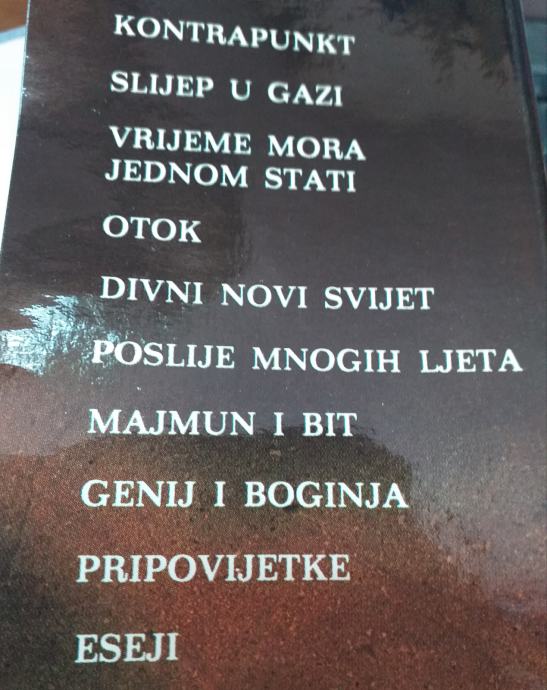 KONTRAPUNKT
SLIJEP U GAZI
VRIJEME MORA
JEDNOM STATI
OTOK
DIVNI NOVI SVIJET
POSLIJE MNOGIH LJETA
MAJMUN I BIT
GENIJ I BOGINJA
PRIPOVIJETKE
ESEJI